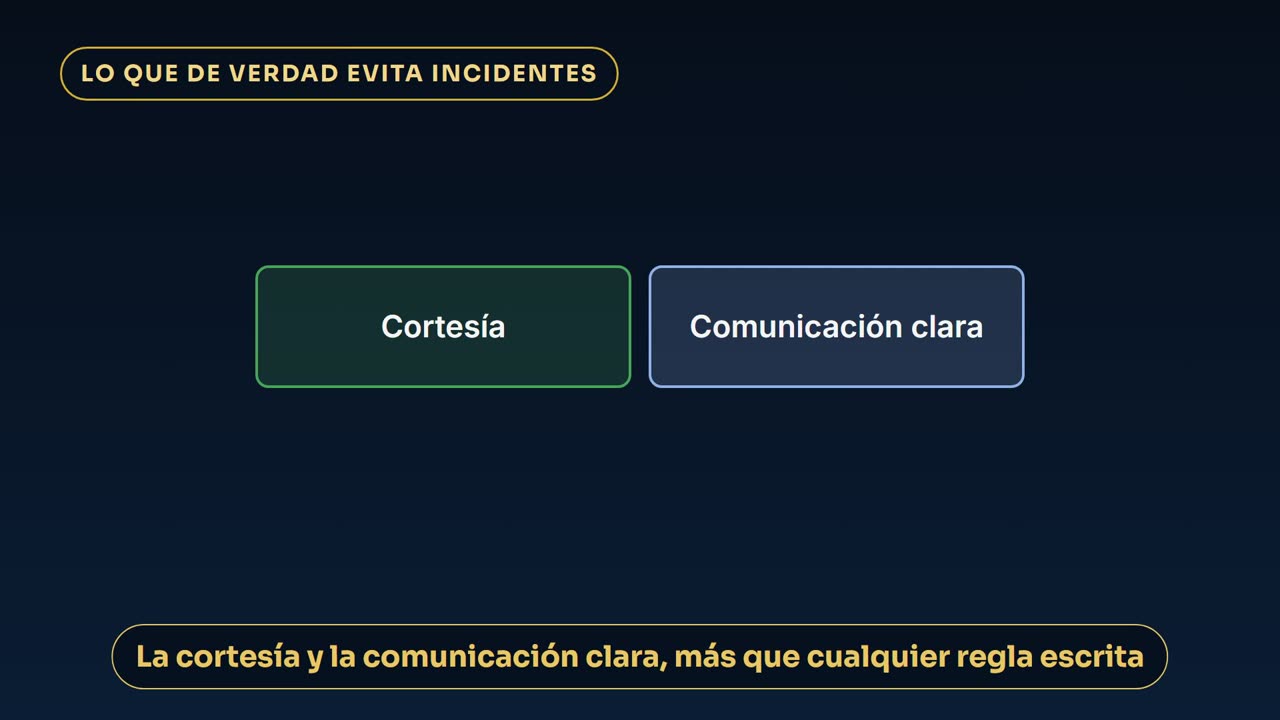 LO QUE DE VERDAD EVITA INCIDENTES
Cortesía
Comunicación clara
La cortesía y la comunicación clara, más que cualquier regla escrita